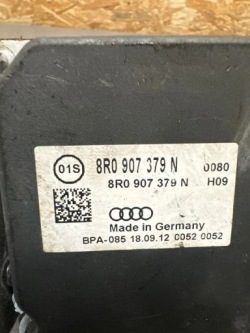 01S
8R0 907 379 N 0080
8R0 907 379 N H09
Made in Germany
BPA-085 18.09.12 0052 0052